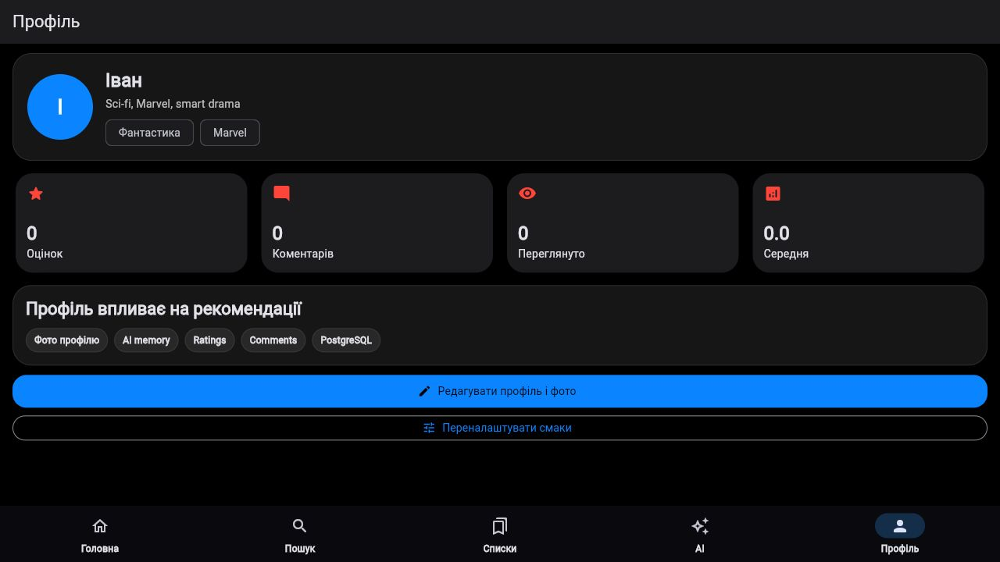 Профіль
І
Іван
Sci-fi, Marvel, smart drama
Фантастика Marvel
0 0 0 0.0
Оцінок Коментарів Переглянуто Середня
Профіль впливає на рекомендації
Фото профілю AI memory Ratings Comments PostgreSQL
Редагувати профіль і фото
Переналаштувати смаки
Головна Пошук Списки AI Профіль